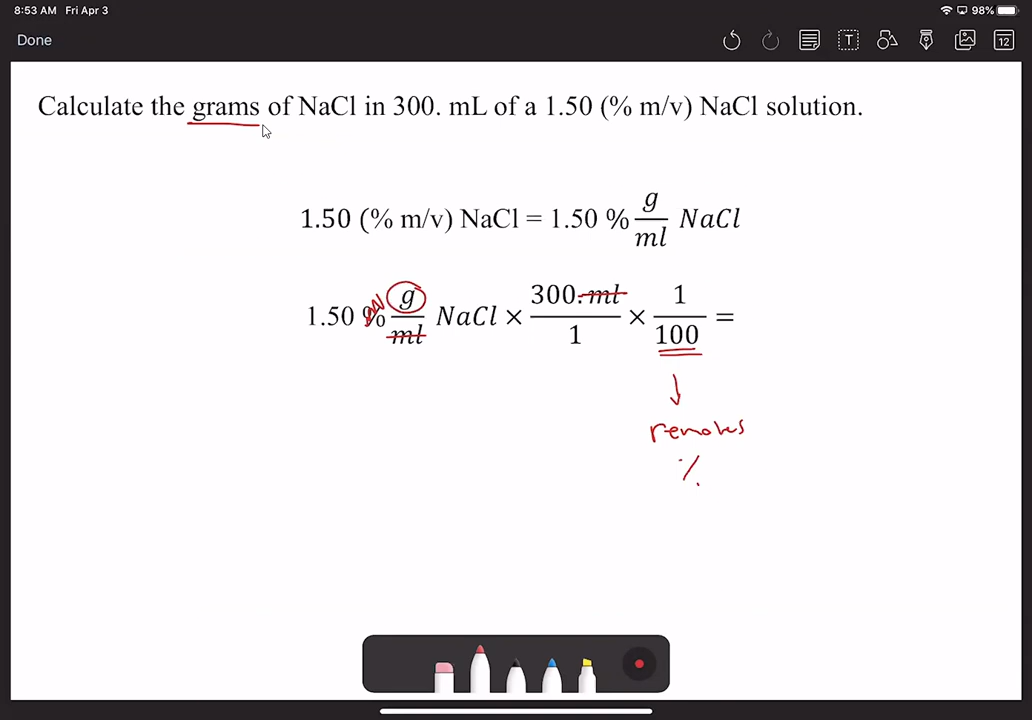 8:53 AM Fri Apr 3 98%
Done T 12
Calculate the grams of NaCl in 300. mL of a 1.50 (% m/v) NaCl solution.
1.50 (% m/v) NaCl = 1.50 % g/ml NaCl
1.50 % g/ml NaCl × 300. ml/1 × 1/100 =
removes
%